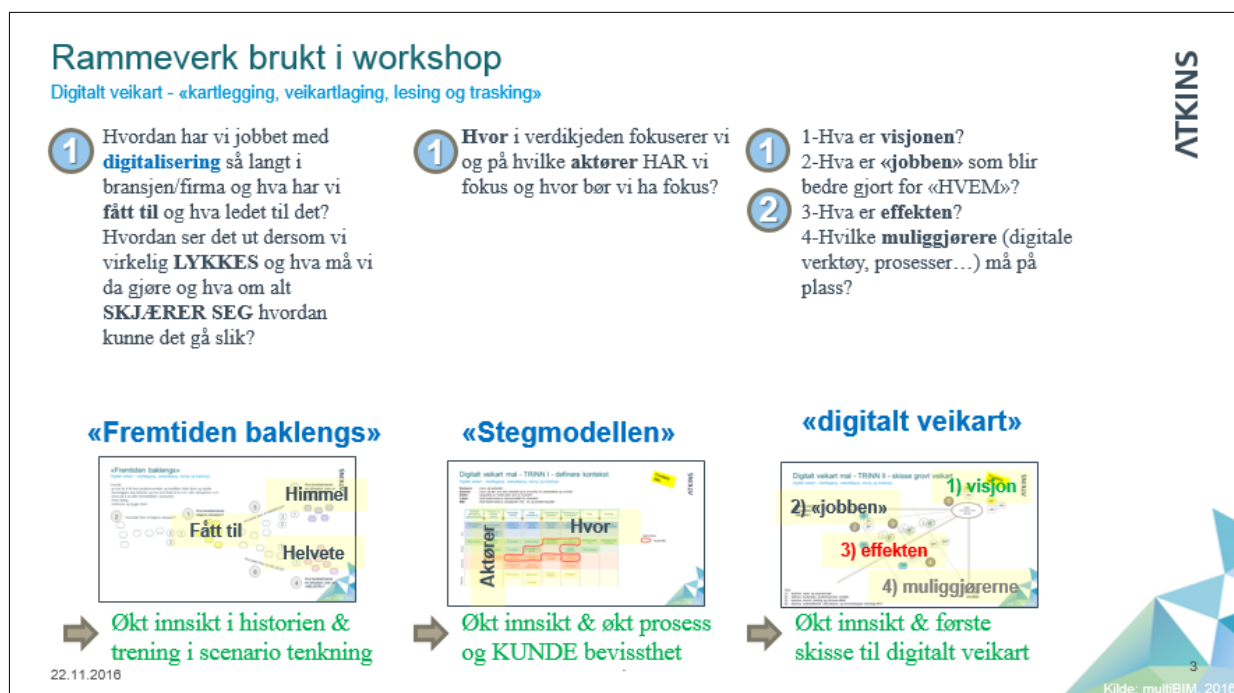 Rammeverk brukt i workshop
Digitalt veikart - «kartlegging, veikartlaging, lesing og trasking»
ATKINS
1
Hvordan har vi jobbet med
digitalisering så langt i
bransjen/firma og hva har vi
fått til og hva ledet til det?
Hvordan ser det ut dersom vi
virkelig LYKKES og hva må vi
da gjøre og hva om alt
SKJÆRER SEG hvordan
kunne det gå slik?
1
Hvor i verdikjeden fokuserer vi
og på hvilke aktører HAR vi
fokus og hvor bør vi ha fokus?
1
2
1-Hva er visjonen?
2-Hva er «jobben» som blir
bedre gjort for «HVEM»?
3-Hva er effekten?
4-Hvilke muliggjørere (digitale
verktøy, prosesser…) må på
plass?
«Fremtiden baklengs»
«Fremtiden baklengs»
ATKINS
Himmel
Fått til
Helvete
Økt innsikt i historien &
trening i scenario tenkning
«Stegmodellen»
Digitalt veikart mal - TRINN I - definere kontekst
ATKINS
Aktører
Hvor
Økt innsikt & økt prosess
og KUNDE bevissthet
«digitalt veikart»
Digitalt veikart mal - TRINN II - skisse grovt veikart
ATKINS
1) visjon
2) «jobben»
3) effekten
4) muliggjørerne
Økt innsikt & første
skisse til digitalt veikart
22.11.2016
3
Kilde: multiBIM, 2016